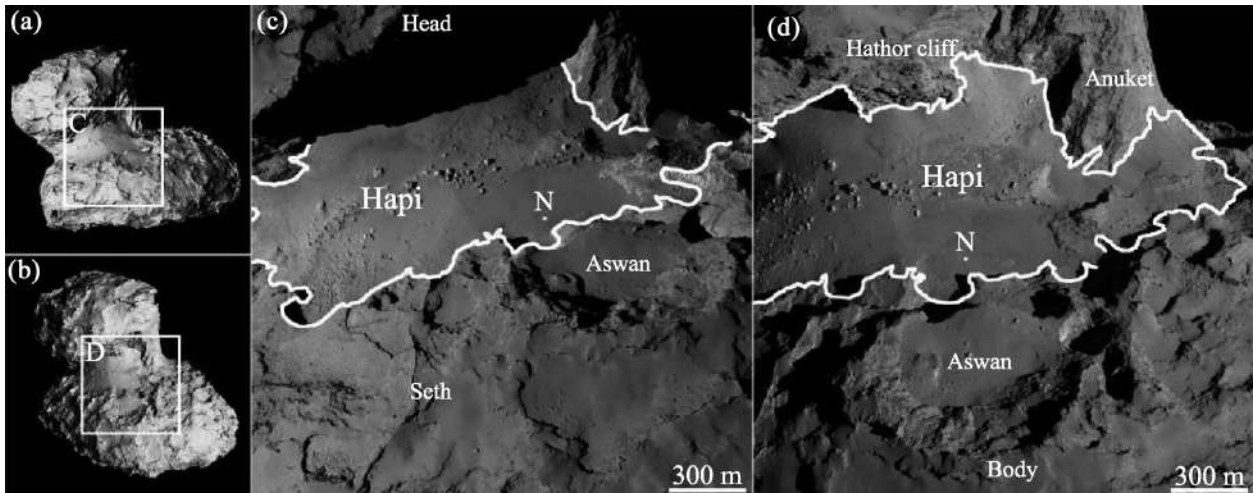 (a)
C
(b)
D
(c)
Head
Hapi
N
Aswan
Seth
300 m
(d)
Hathor cliff
Anuket
Hapi
N
Aswan
Body
300 m